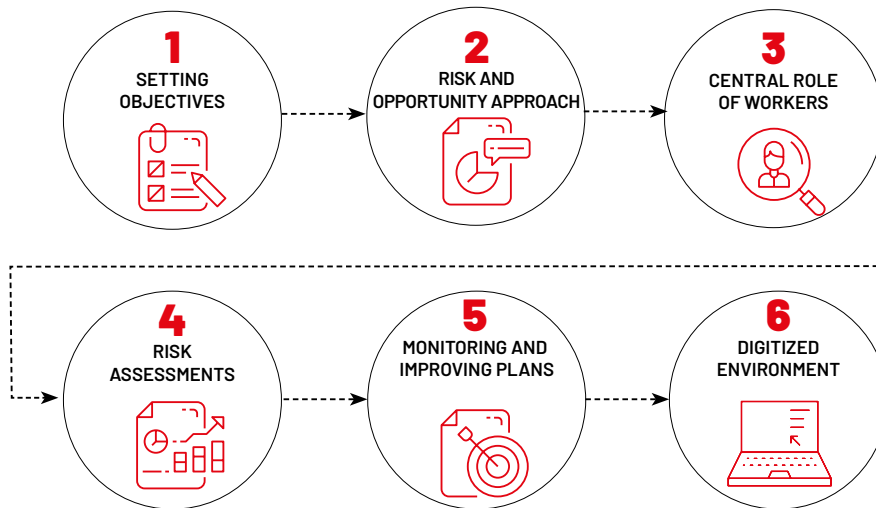 1
SETTING
OBJECTIVES
2
RISK AND
OPPORTUNITY APPROACH
3
CENTRAL ROLE
OF WORKERS
4
RISK
ASSESSMENTS
5
MONITORING AND
IMPROVING PLANS
6
DIGITIZED
ENVIRONMENT